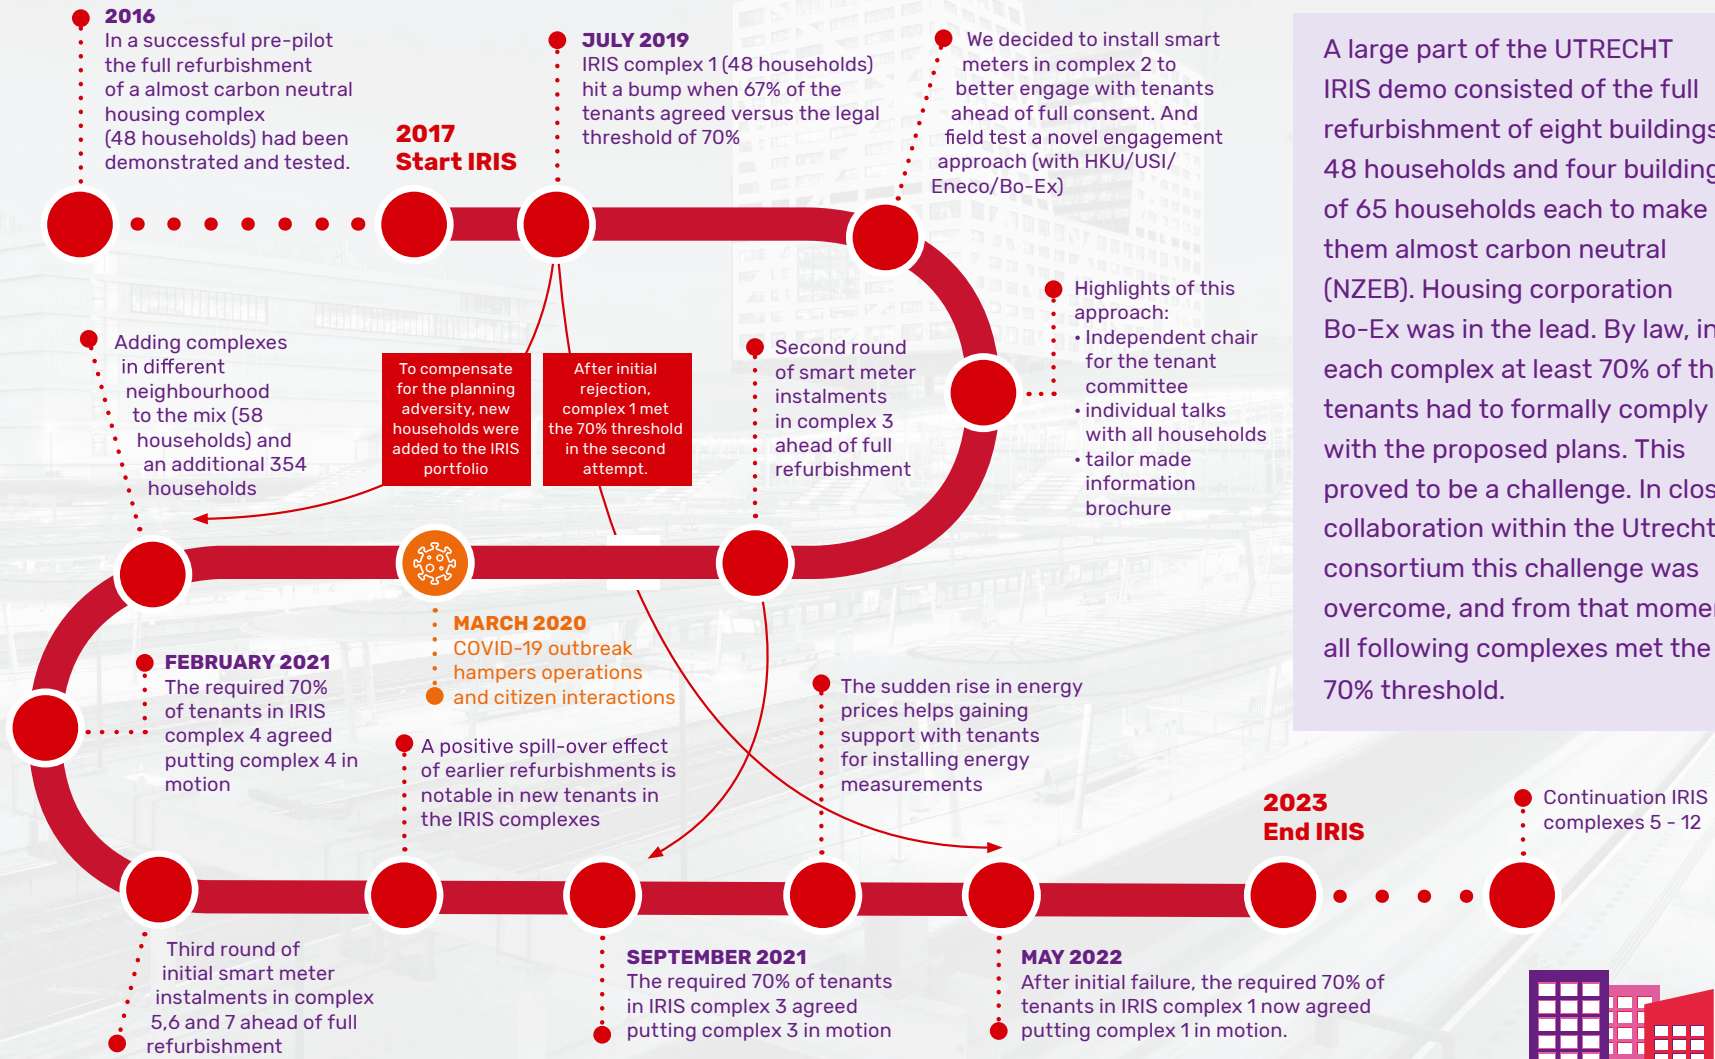 2016
In a successful pre-pilot
the full refurbishment
of a almost carbon neutral
housing complex
(48 households) had been
demonstrated and tested.
2017
Start IRIS
JULY 2019
IRIS complex 1 (48 households)
hit a bump when 67% of the
tenants agreed versus the legal
threshold of 70%
We decided to install smart
meters in complex 2 to
better engage with tenants
ahead of full consent. And
field test a novel engagement
approach (with HKU/USI/
Eneco/Bo-Ex)
Highlights of this
approach:
• Independent chair
for the tenant
committee
• individual talks
with all households
• tailor made
information
brochure
Second round
of smart meter
instalments
in complex 3
ahead of full
refurbishment
After initial
rejection,
complex 1 met
the 70% threshold
in the second
attempt.
To compensate
for the planning
adversity, new
households were
added to the IRIS
portfolio
Adding complexes
in different
neighbourhood
to the mix (58
households) and
an additional 354
households
MARCH 2020
COVID-19 outbreak
hampers operations
and citizen interactions
FEBRUARY 2021
The required 70%
of tenants in IRIS
complex 4 agreed
putting complex 4 in
motion
Third round of
initial smart meter
instalments in complex
5,6 and 7 ahead of full
refurbishment
A positive spill-over effect
of earlier refurbishments is
notable in new tenants in
the IRIS complexes
SEPTEMBER 2021
The required 70% of tenants
in IRIS complex 3 agreed
putting complex 3 in motion
The sudden rise in energy
prices helps gaining
support with tenants
for installing energy
measurements
MAY 2022
After initial failure, the required 70% of
tenants in IRIS complex 1 now agreed
putting complex 1 in motion.
2023
End IRIS
Continuation IRIS
complexes 5 - 12
A large part of the UTRECHT
IRIS demo consisted of the full
refurbishment of eight buildings
48 households and four building
of 65 households each to make
them almost carbon neutral
(NZEB). Housing corporation
Bo-Ex was in the lead. By law, in
each complex at least 70% of th
tenants had to formally comply
with the proposed plans. This
proved to be a challenge. In clos
collaboration within the Utrecht
consortium this challenge was
overcome, and from that momen
all following complexes met the
70% threshold.